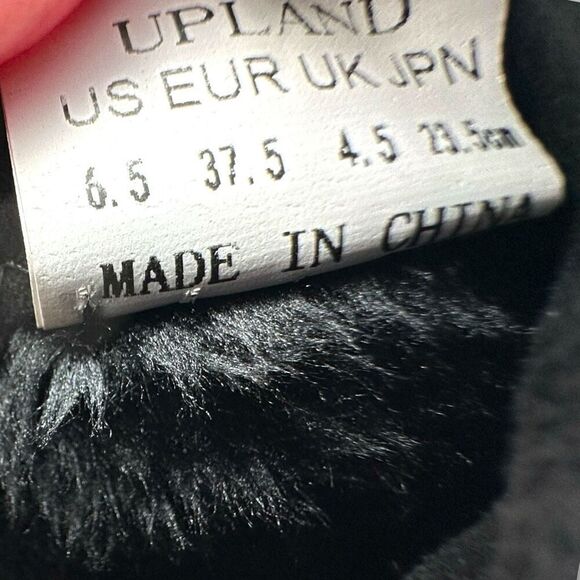 UPLAND
US EUR UK JPN
6.5 37.5 4.5 23.5cm
MADE IN CHINA